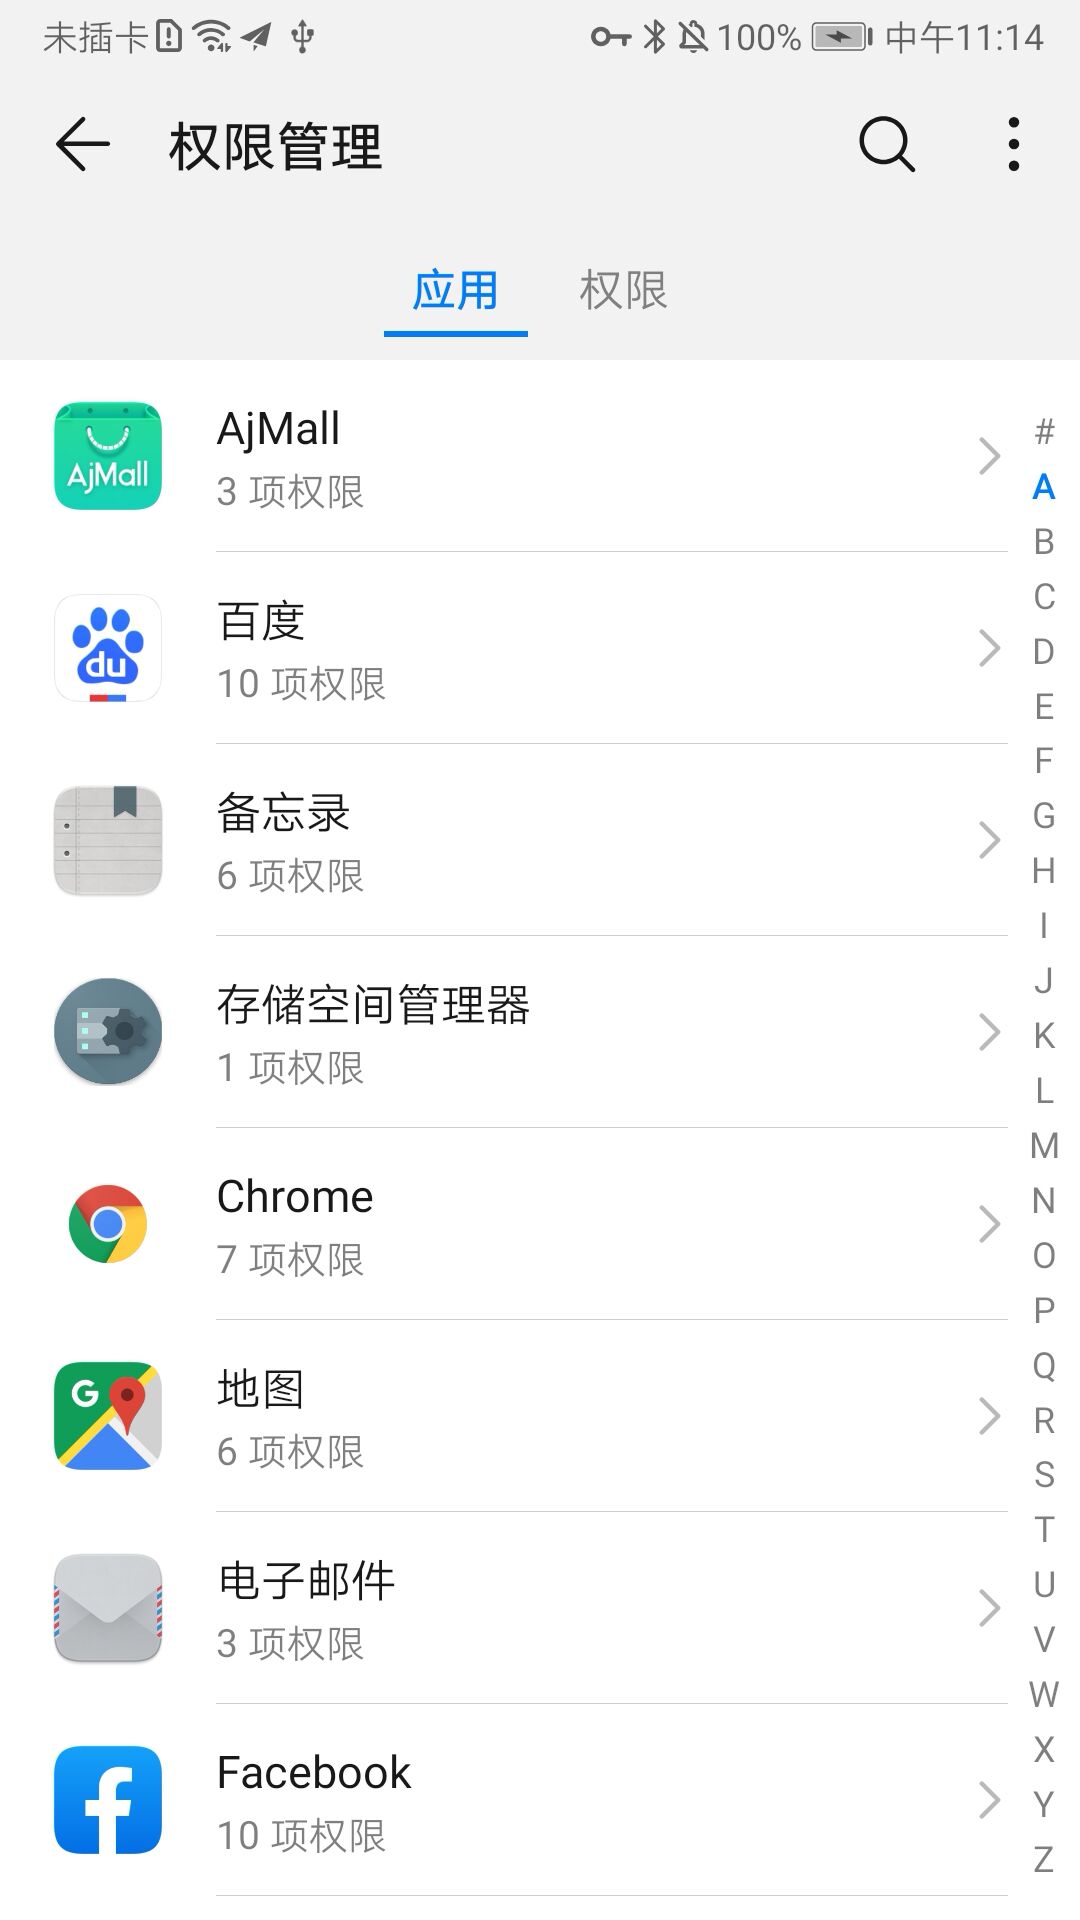 未插卡 100% 中午11:14
权限管理
应用 权限
AjMall
AjMall
3 项权限
百度
du
10 项权限
备忘录
6 项权限
存储空间管理器
1 项权限
Chrome
7 项权限
地图
G
6 项权限
电子邮件
3 项权限
Facebook
f
10 项权限
#
A
B
C
D
E
F
G
H
I
J
K
L
M
N
O
P
Q
R
S
T
U
V
W
X
Y
Z